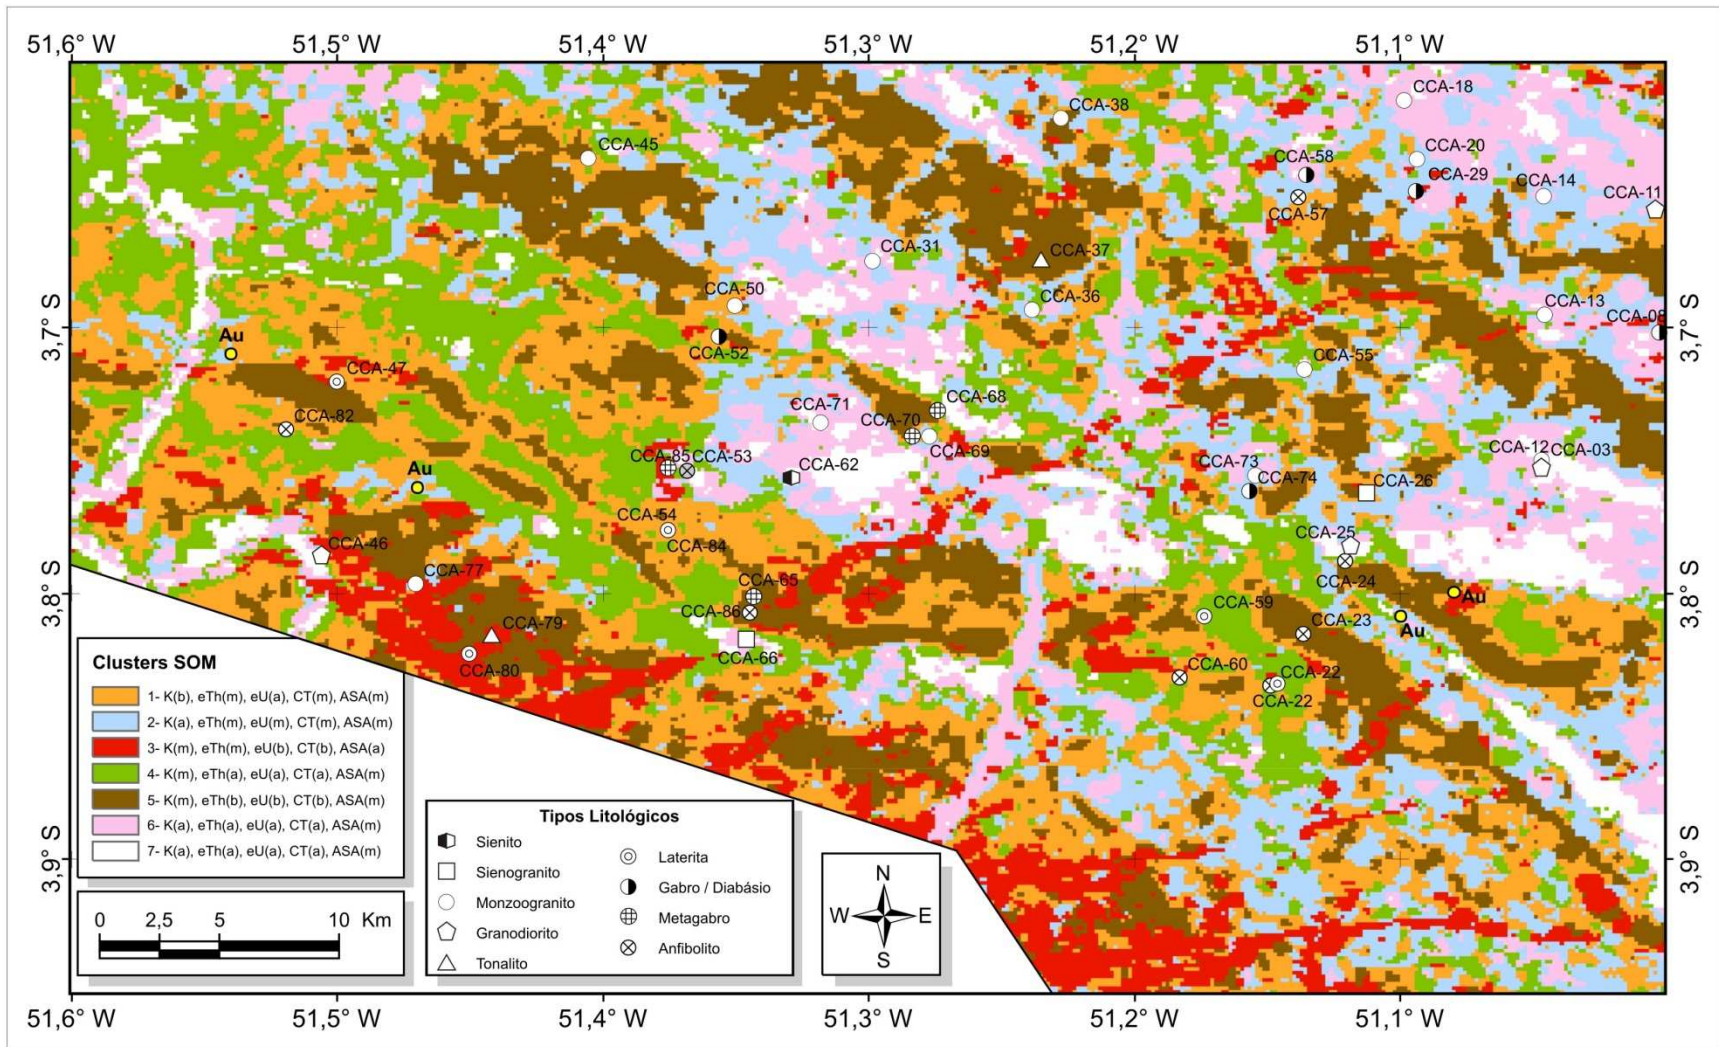 51,6° W
51,5° W
51,4° W
51,3° W
51,2° W
51,1° W
CCA-18
CCA-38
CCA-45
CCA-20
CCA-58
CCA-29
CCA-14
CCA-11
CCA-57
CCA-31
CCA-37
CCA-50
CCA-36
CCA-13
CCA-08
3,7° S
3,7° S
Au
CCA-52
CCA-55
CCA-47
CCA-71
CCA-68
CCA-82
CCA-70
CCA-69
CCA-12
CCA-03
Au
CCA-85
CCA-53
CCA-62
CCA-73
CCA-74
CCA-26
CCA-54
CCA-25
CCA-46
CCA-84
CCA-77
CCA-65
CCA-24
3,8° S
3,8° S
Au
CCA-86
CCA-59
CCA-23
Au
CCA-79
CCA-66
CCA-80
CCA-60
CCA-22
CCA-22
Clusters SOM
1- K(b), eTh(m), eU(a), CT(m), ASA(m)
2- K(a), eTh(m), eU(m), CT(m), ASA(m)
3- K(m), eTh(m), eU(b), CT(b), ASA(a)
4- K(m), eTh(a), eU(a), CT(a), ASA(m)
5- K(m), eTh(b), eU(b), CT(b), ASA(m)
6- K(a), eTh(a), eU(a), CT(a), ASA(m)
7- K(a), eTh(a), eU(a), CT(a), ASA(m)
3,9° S
3,9° S
0 2,5 5 10 Km
Tipos Litológicos
Sienito
Sienogranito
Monzoogranito
Granodiorito
Tonalito
Laterita
Gabro / Diabásio
Metagabro
Anfibolito
N
W E
S
51,6° W
51,5° W
51,4° W
51,3° W
51,2° W
51,1° W